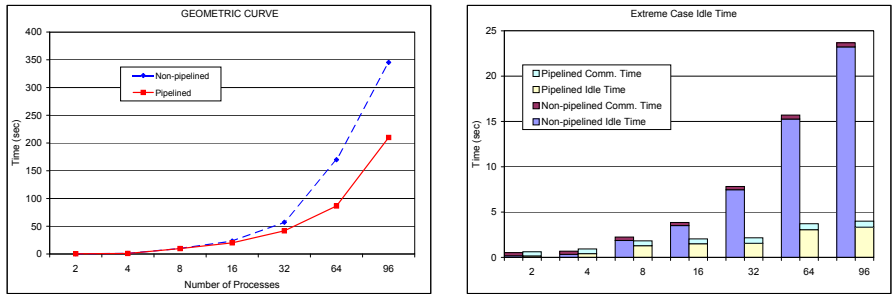 GEOMETRIC CURVE
400
350
300
250
200
150
100
50
0
Time (sec)
Non-pipelined
Pipelined
2 4 8 16 32 64 96
Number of Processes
Extreme Case Idle Time
25
20
15
10
5
0
Time (sec)
Pipelined Comm. Time
Pipelined Idle Time
Non-pipelined Comm. Time
Non-pipelined Idle Time
2 4 8 16 32 64 96